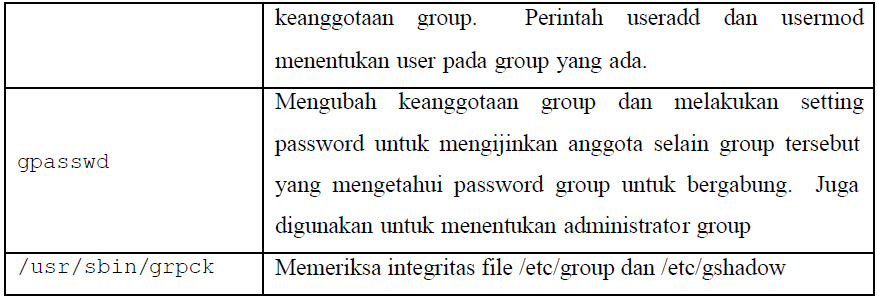 keanggotaan group. Perintah useradd dan usermod
menentukan user pada group yang ada.
Mengubah keanggotaan group dan melakukan setting
password untuk mengijinkan anggota selain group tersebut
gpasswd
yang mengetahui password group untuk bergabung. Juga
digunakan untuk menentukan administrator group
/usr/sbin/grpck
Memeriksa integritas file /etc/group dan /etc/gshadow